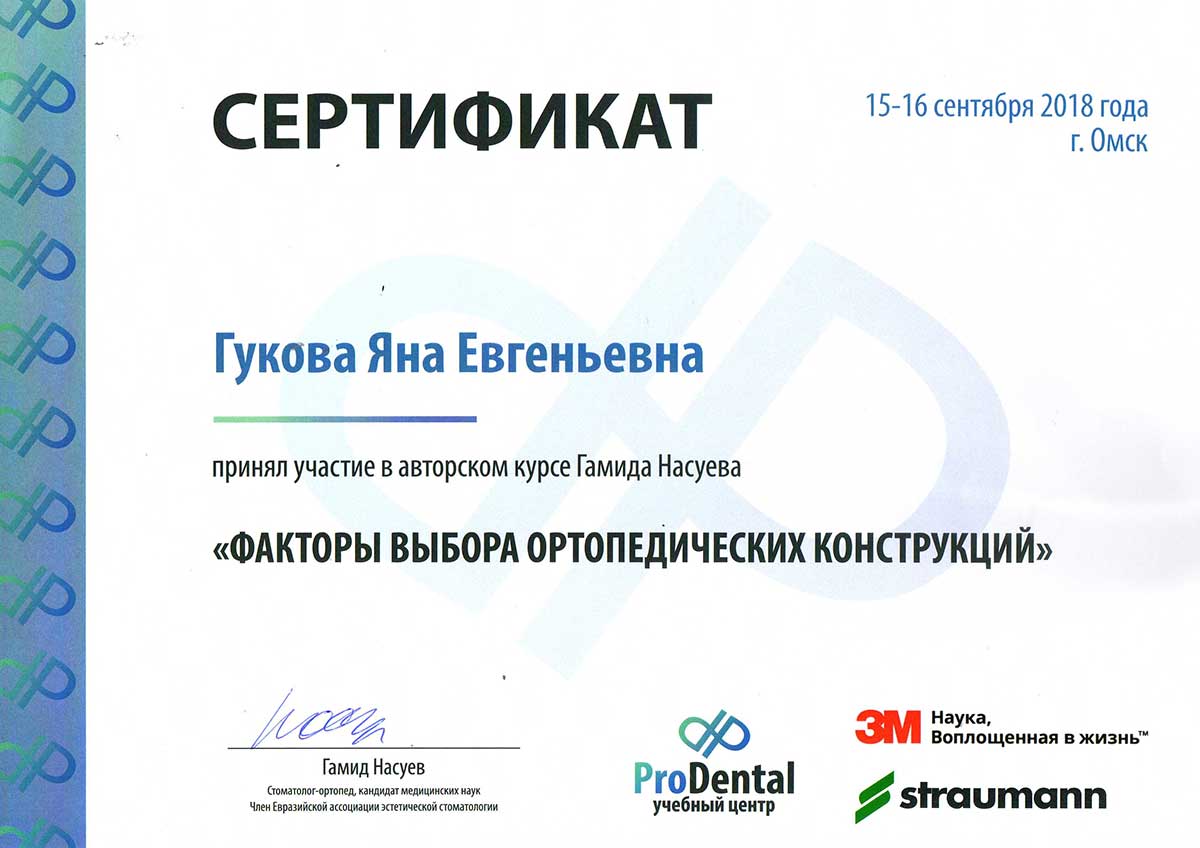 СЕРТИФИКАТ
15-16 сентября 2018 года
г. Омск
Гукова Яна Евгеньевна
принял участие в авторском курсе Гамида Насуева
«ФАКТОРЫ ВЫБОРА ОРТОПЕДИЧЕСКИХ КОНСТРУКЦИЙ»
Гамид Насуев
Стоматолог-ортопед, кандидат медицинских наук
Член Евразийской ассоциации эстетической стоматологии
ProDental
учебный центр
3M Наука,
Воплощенная в жизнь™
straumann